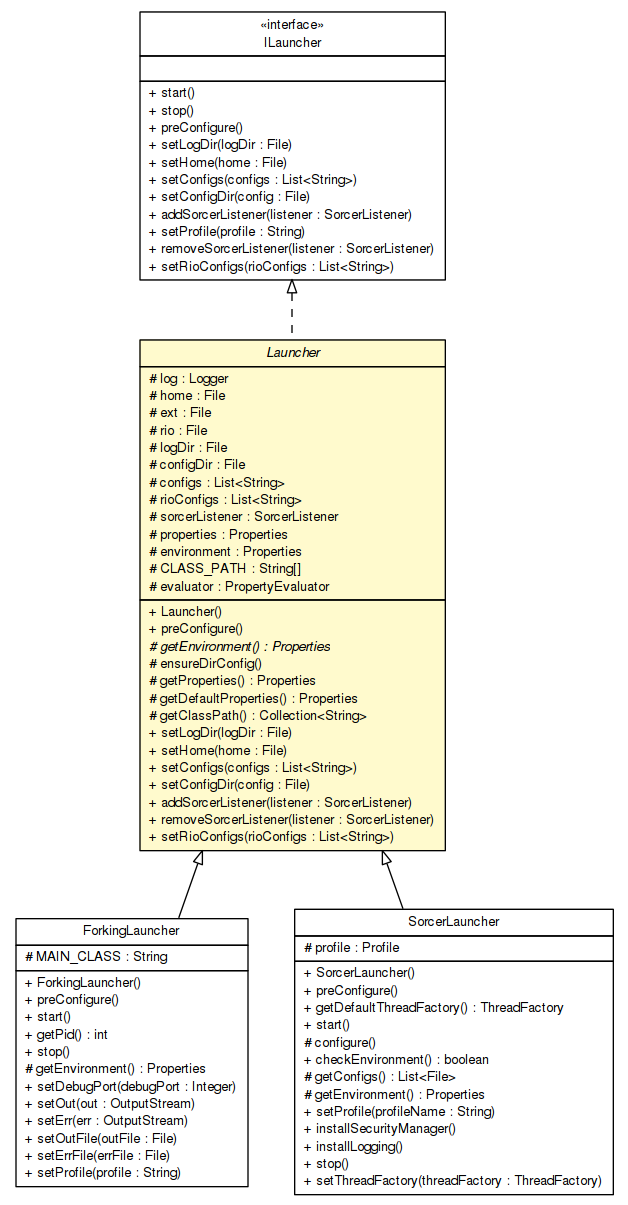 «interface»
ILauncher
+ start()
+ stop()
+ preConfigure()
+ setLogDir(logDir : File)
+ setHome(home : File)
+ setConfigs(configs : List<String>)
+ setConfigDir(config : File)
+ addSorcerListener(listener : SorcerListener)
+ setProfile(profile : String)
+ removeSorcerListener(listener : SorcerListener)
+ setRioConfigs(rioConfigs : List<String>)
Launcher
# log : Logger
# home : File
# ext : File
# rio : File
# logDir : File
# configDir : File
# configs : List<String>
# rioConfigs : List<String>
# sorcerListener : SorcerListener
# properties : Properties
# environment : Properties
# CLASS_PATH : String[]
# evaluator : PropertyEvaluator
+ Launcher()
+ preConfigure()
# getEnvironment() : Properties
# ensureDirConfig()
# getProperties() : Properties
# getDefaultProperties() : Properties
# getClassPath() : Collection<String>
+ setLogDir(logDir : File)
+ setHome(home : File)
+ setConfigs(configs : List<String>)
+ setConfigDir(config : File)
+ addSorcerListener(listener : SorcerListener)
+ removeSorcerListener(listener : SorcerListener)
+ setRioConfigs(rioConfigs : List<String>)
ForkingLauncher
# MAIN_CLASS : String
+ ForkingLauncher()
+ preConfigure()
+ start()
+ getPid() : int
+ stop()
# getEnvironment() : Properties
+ setDebugPort(debugPort : Integer)
+ setOut(out : OutputStream)
+ setErr(err : OutputStream)
+ setOutFile(outFile : File)
+ setErrFile(errFile : File)
+ setProfile(profile : String)
SorcerLauncher
# profile : Profile
+ SorcerLauncher()
+ preConfigure()
+ getDefaultThreadFactory() : ThreadFactory
+ start()
# configure()
+ checkEnvironment() : boolean
# getConfigs() : List<File>
# getEnvironment() : Properties
+ setProfile(profileName : String)
+ installSecurityManager()
+ installLogging()
+ stop()
+ setThreadFactory(threadFactory : ThreadFactory)